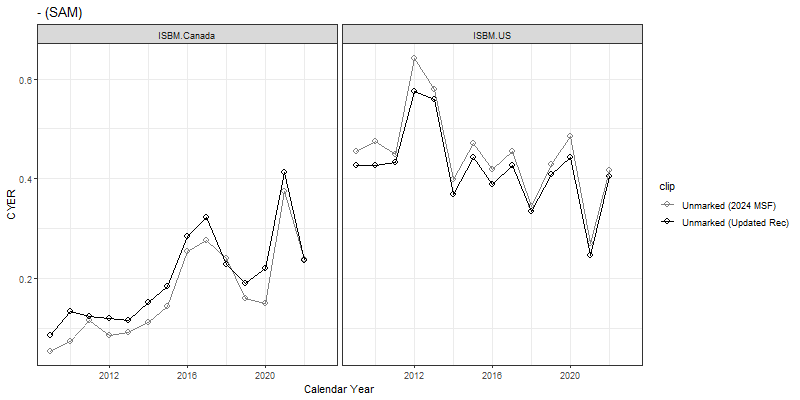 - (SAM)
ISBM.Canada
ISBM.US
0.6
0.4
0.2
CYER
2012
2016
2020
2012
2016
2020
Calendar Year
clip
Unmarked (2024 MSF)
Unmarked (Updated Rec)